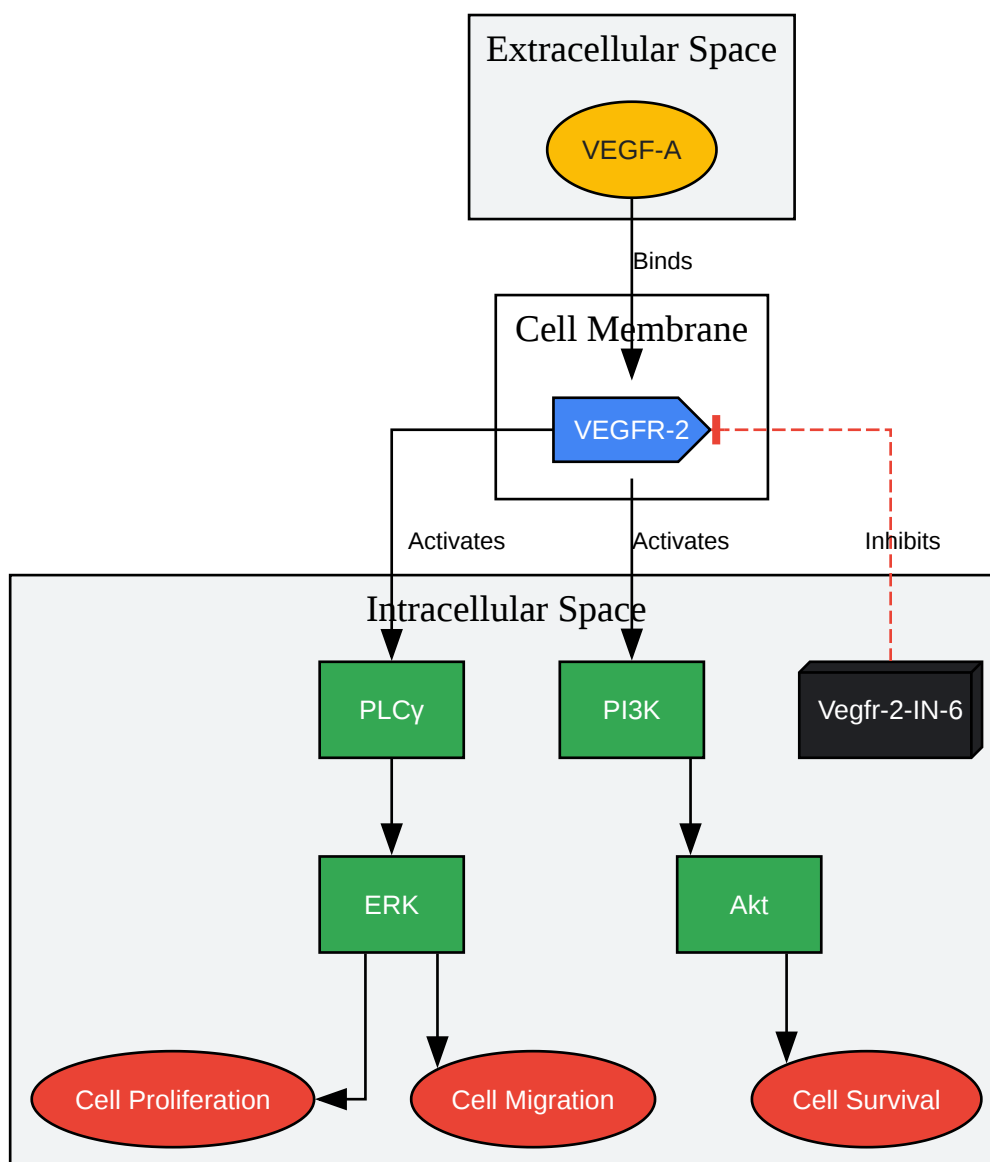 Extracellular Space
VEGF-A
Binds
Cell Membrane
VEGFR-2
Activates
Activates
Inhibits
Intracellular Space
PLCγ
PI3K
Vegfr-2-IN-6
ERK
Akt
Cell Proliferation
Cell Migration
Cell Survival